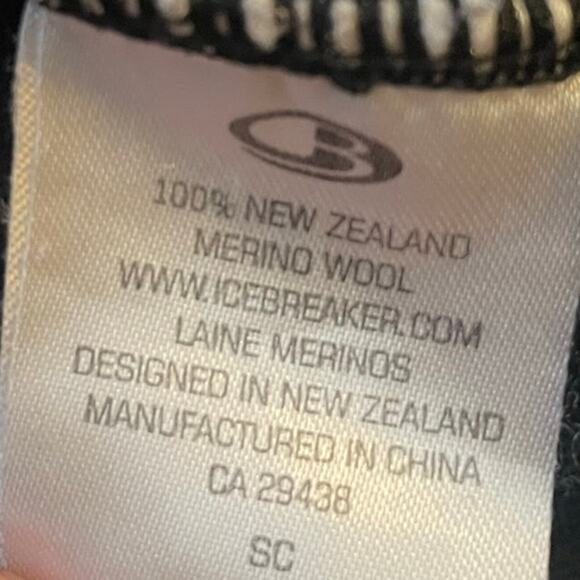 100% NEW ZEALAND
MERINO WOOL
WWW.ICEBREAKER.COM
LAINE MERINOS
DESIGNED IN NEW ZEALAND
MANUFACTURED IN CHINA
CA 29438
SC